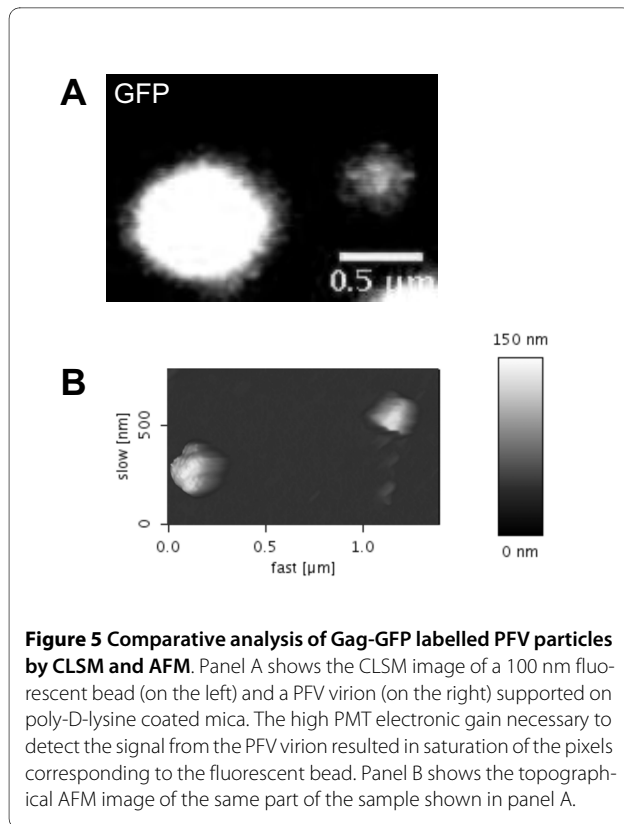 A
GFP
0.5 µm
B
150 nm
0 nm
slow [nm]
500
0
0.0
0.5
1.0
fast [µm]
Figure 5 Comparative analysis of Gag-GFP labelled PFV particles
by CLSM and AFM. Panel A shows the CLSM image of a 100 nm fluo-
rescent bead (on the left) and a PFV virion (on the right) supported on
poly-D-lysine coated mica. The high PMT electronic gain necessary to
detect the signal from the PFV virion resulted in saturation of the pixels
corresponding to the fluorescent bead. Panel B shows the topograph-
ical AFM image of the same part of the sample shown in panel A.